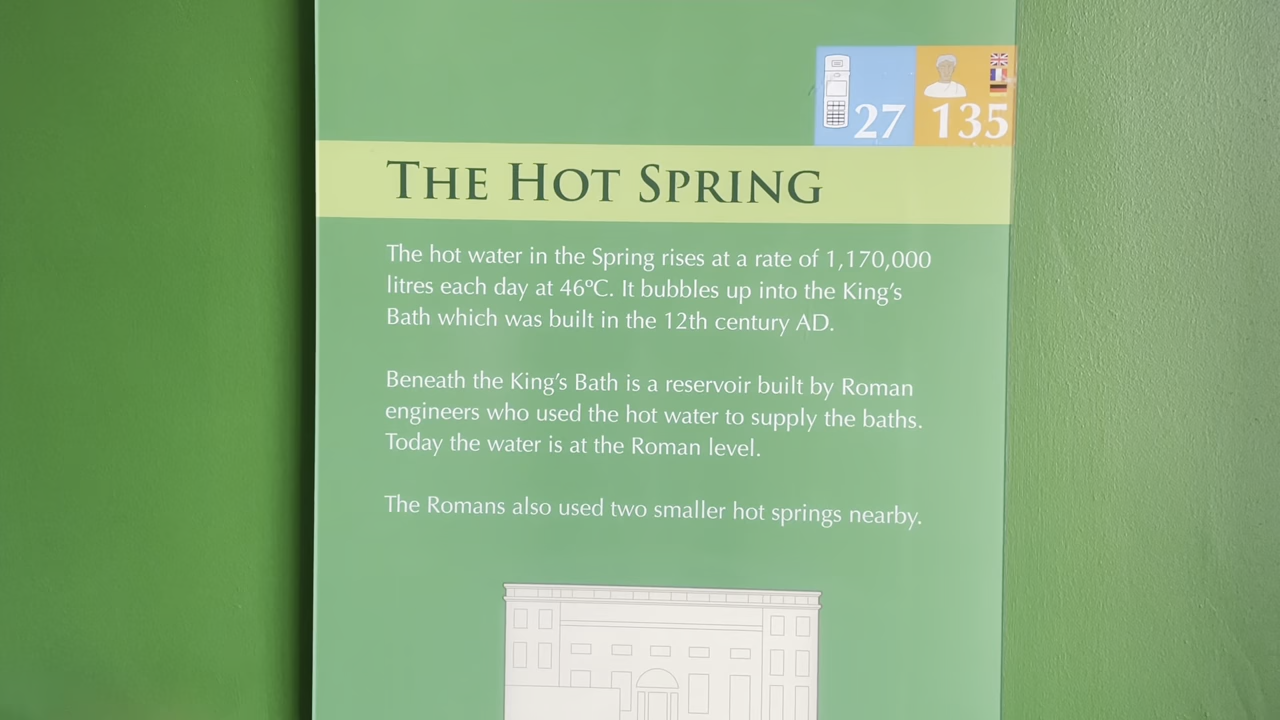 27
135
THE HOT SPRING
The hot water in the Spring rises at a rate of 1,170,000
litres each day at 46ºC. It bubbles up into the King's
Bath which was built in the 12th century AD.
Beneath the King's Bath is a reservoir built by Roman
engineers who used the hot water to supply the baths.
Today the water is at the Roman level.
The Romans also used two smaller hot springs nearby.